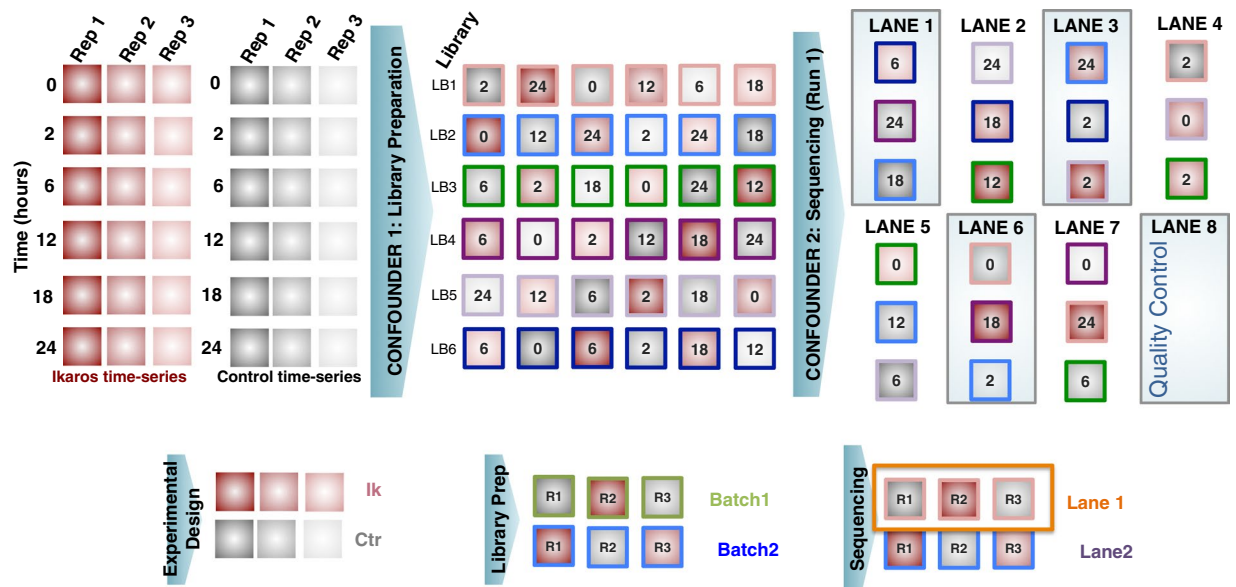 Rep 1 Rep 2 Rep 3 Rep 1 Rep 2 Rep 3
Time (hours)
0 0
2 2
6 6
12 12
18 18
24 24
Ikaros time-series Control time-series
CONFOUNDER 1: Library Preparation
Library
LB1 2 24 0 12 6 18
LB2 0 12 24 2 24 18
LB3 6 2 18 0 24 12
LB4 6 0 2 12 18 24
LB5 24 12 6 2 18 0
LB6 6 0 6 2 18 12
CONFOUNDER 2: Sequencing (Run 1)
LANE 1 LANE 2 LANE 3 LANE 4
6 24 24 2
24 18 2 0
18 12 2 2
LANE 5 LANE 6 LANE 7 LANE 8
0 0 0
12 18 24
6 2 6
Quality Control
Experimental
Design
Ik
Ctr
Library Prep
R1 R2 R3 Batch1
R1 R2 R3 Batch2
Sequencing
R1 R2 R3 Lane 1
R1 R2 R3 Lane2